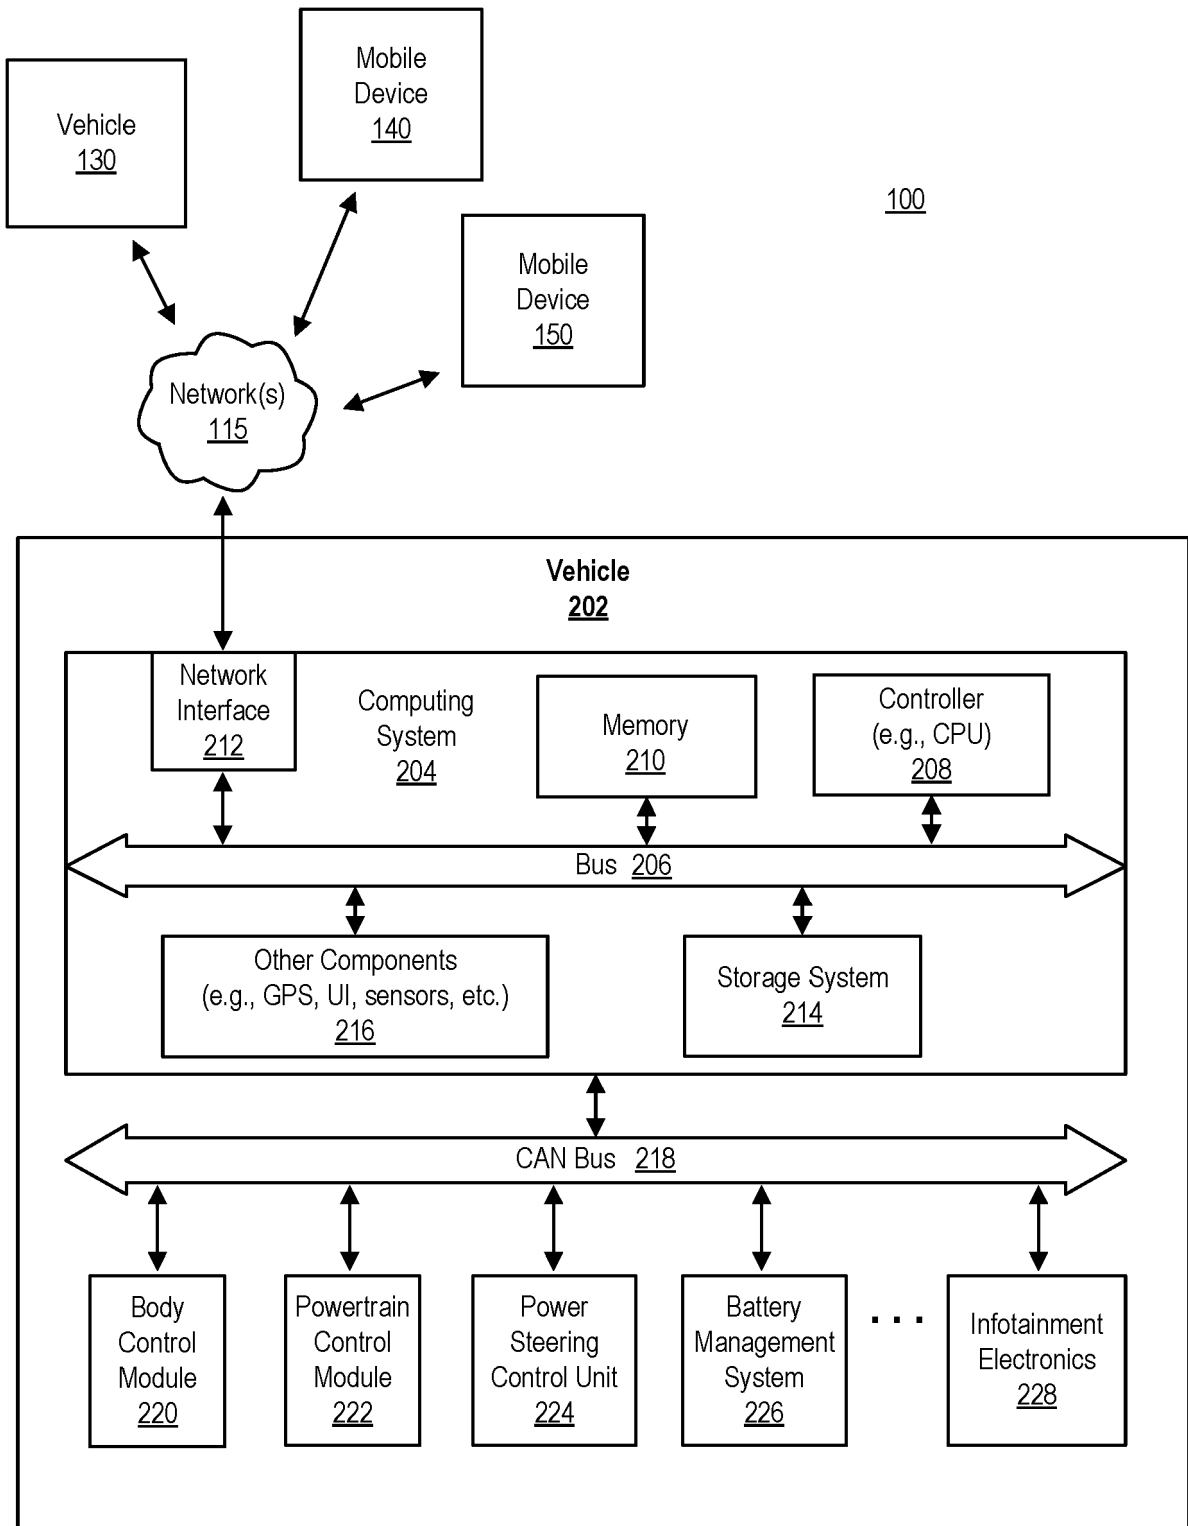 Mobile
Device
140
Vehicle
130
100
Mobile
Device
150
Network(s)
115
Vehicle
202
Network
Interface
212
Computing
System
204
Memory
210
Controller
(e.g., CPU)
208
Bus 206
Other Components
(e.g., GPS, UI, sensors, etc.)
216
Storage System
214
CAN Bus 218
Body
Control
Module
220
Powertrain
Control
Module
222
Power
Steering
Control Unit
224
Battery
Management
System
226
. . .
Infotainment
Electronics
228